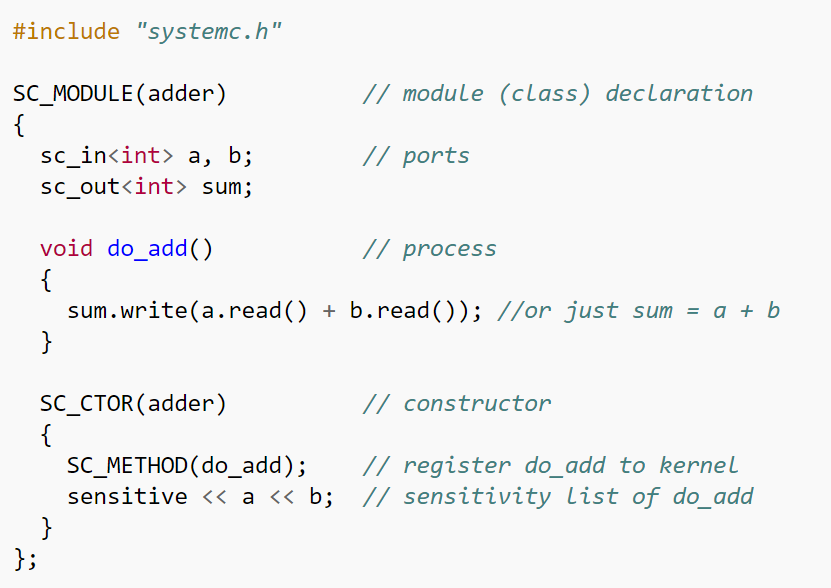 #include "systemc.h"
SC_MODULE(adder)          // module (class) declaration
{
  sc_in<int> a, b;        // ports
  sc_out<int> sum;
  void do_add()           // process
  {
    sum.write(a.read() + b.read()); //or just sum = a + b
  }
  SC_CTOR(adder)          // constructor
  {
    SC_METHOD(do_add);    // register do_add to kernel
    sensitive << a << b;  // sensitivity list of do_add
  }
};